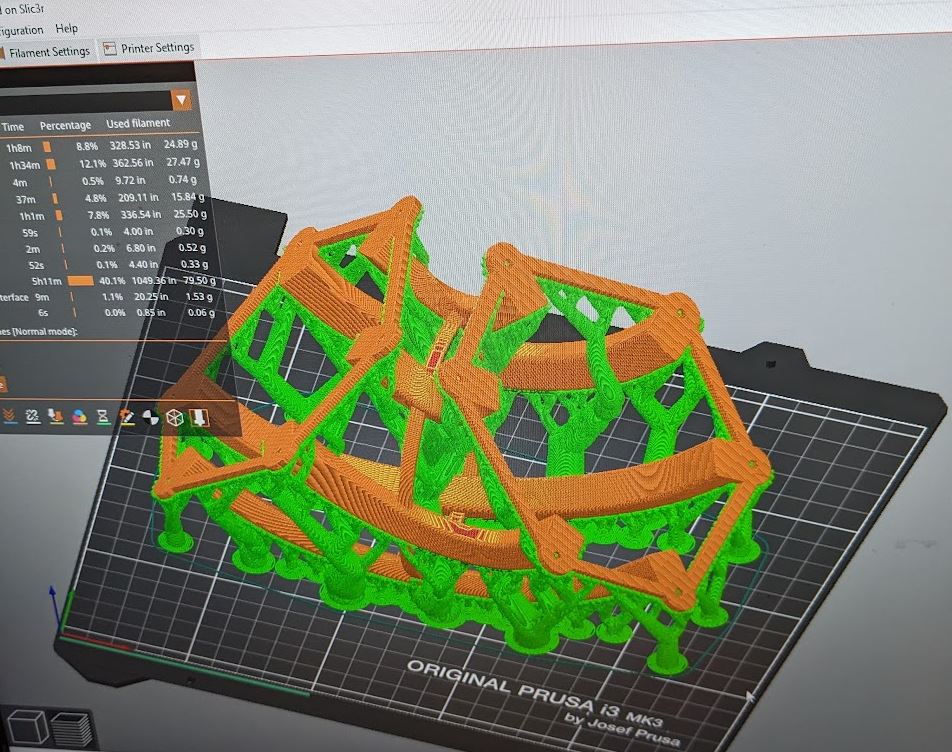 d on Slic3r
iguration Help
Filament Settings Printer Settings
Time Percentage Used filament
1h8m 8.8% 328.53 in 24.89 g
1h34m 12.1% 362.56 in 27.47 g
4m 0.5% 9.72 in 0.74 g
37m 4.8% 209.11 in 15.84 g
1h1m 7.8% 336.54 in 25.50 g
59s 0.1% 4.00 in 0.30 g
2m 0.2% 6.80 in 0.52 g
52s 0.1% 4.40 in 0.33 g
5h11m 40.1% 1049.36 in 79.50 g
terface 9m 1.1% 20.25 in 1.53 g
6s 0.0% 0.85 in 0.06 g
nes [Normal mode]:
e
ORIGINAL PRUSA i3 MK3
by Josef Prusa